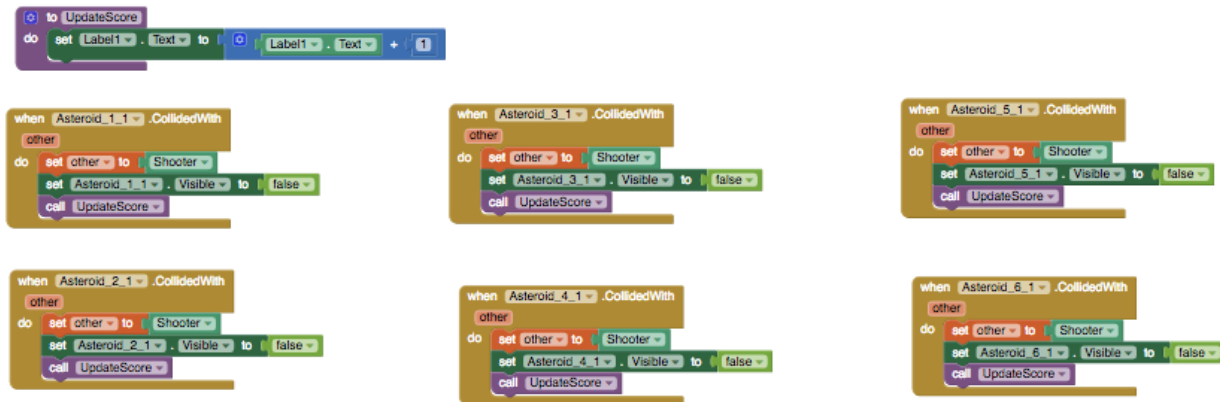 to UpdateScore
do set Label1 . Text to Label1 . Text + 1
when Asteroid_1_1 .CollidedWith
other
do set other to Shooter
set Asteroid_1_1 . Visible to false
call UpdateScore
when Asteroid_3_1 .CollidedWith
other
do set other to Shooter
set Asteroid_3_1 . Visible to false
call UpdateScore
when Asteroid_5_1 .CollidedWith
other
do set other to Shooter
set Asteroid_5_1 . Visible to false
call UpdateScore
when Asteroid_2_1 .CollidedWith
other
do set other to Shooter
set Asteroid_2_1 . Visible to false
call UpdateScore
when Asteroid_4_1 .CollidedWith
other
do set other to Shooter
set Asteroid_4_1 . Visible to false
call UpdateScore
when Asteroid_6_1 .CollidedWith
other
do set other to Shooter
set Asteroid_6_1 . Visible to false
call UpdateScore